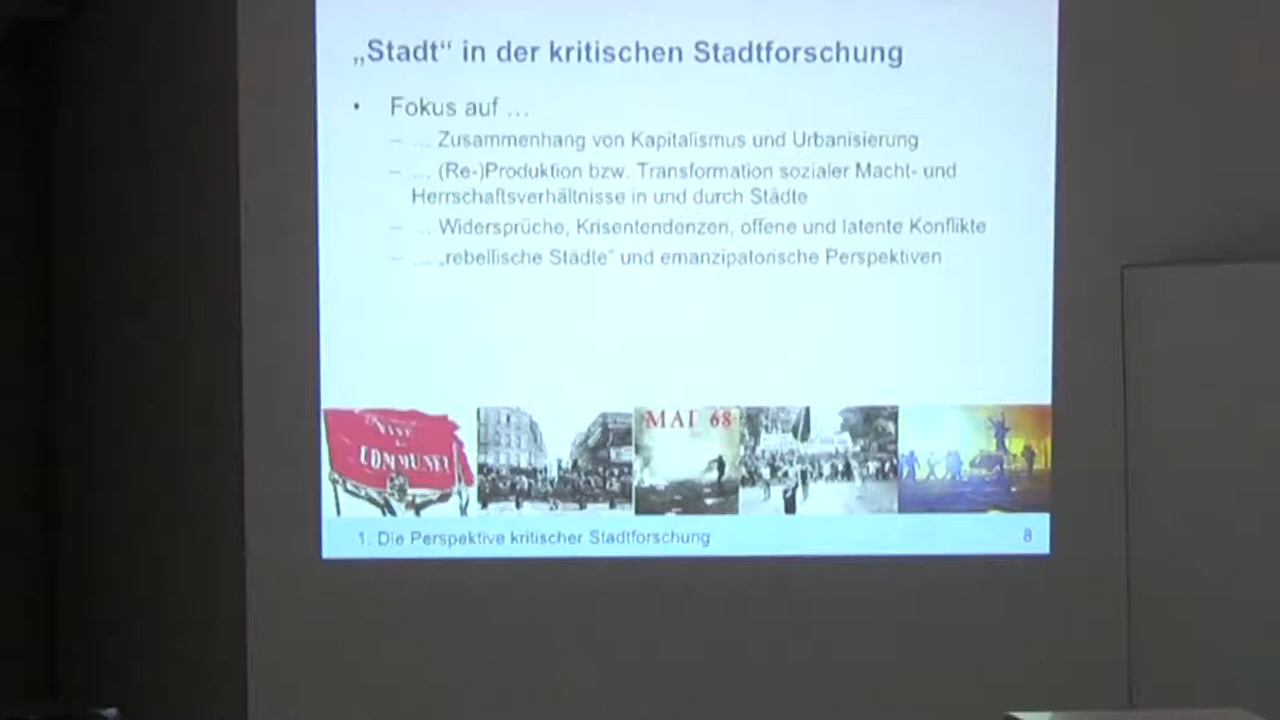 „Stadt“ in der kritischen Stadtforschung
• Fokus auf …
– … Zusammenhang von Kapitalismus und Urbanisierung
– … (Re-)Produktion bzw. Transformation sozialer Macht- und
Herrschaftsverhältnisse in und durch Städte
– … Widersprüche, Krisentendenzen, offene und latente Konflikte
– … „rebellische Städte“ und emanzipatorische Perspektiven
COMMUNE
MAI 68
1. Die Perspektive kritischer Stadtforschung
8